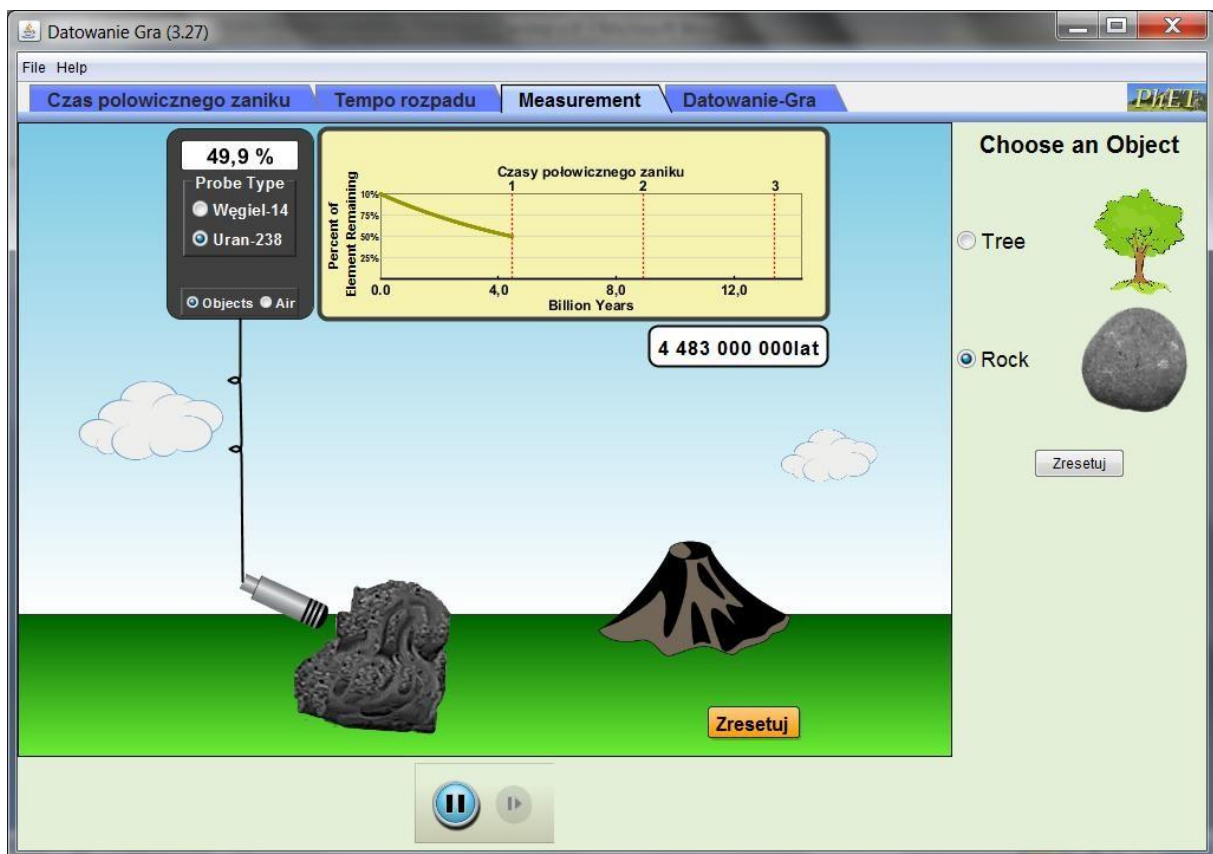 Datowanie Gra (3.27)
File Help
Czas polowicznego zaniku
Tempo rozpadu
Measurement
Datowanie-Gra
PhET
49,9 %
Probe Type
Węgiel-14
Uran-238
Objects Air
Czasy połowicznego zaniku
1 2 3
Percent of
Element Remaining
10%
75%
50%
25%
0.0 4,0 8,0 12,0
Billion Years
4 483 000 000lat
Choose an Object
Tree
Rock
Zresetuj
Zresetuj